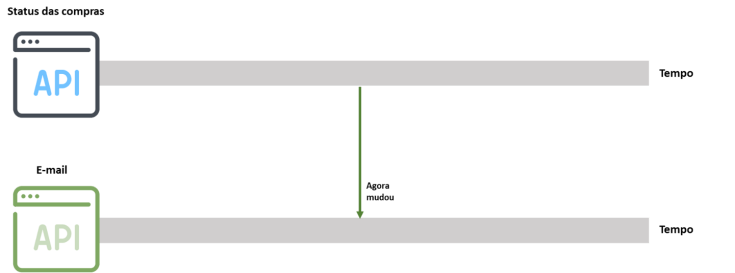 Status das compras
API
Tempo
Agora
mudou
E-mail
API
Tempo